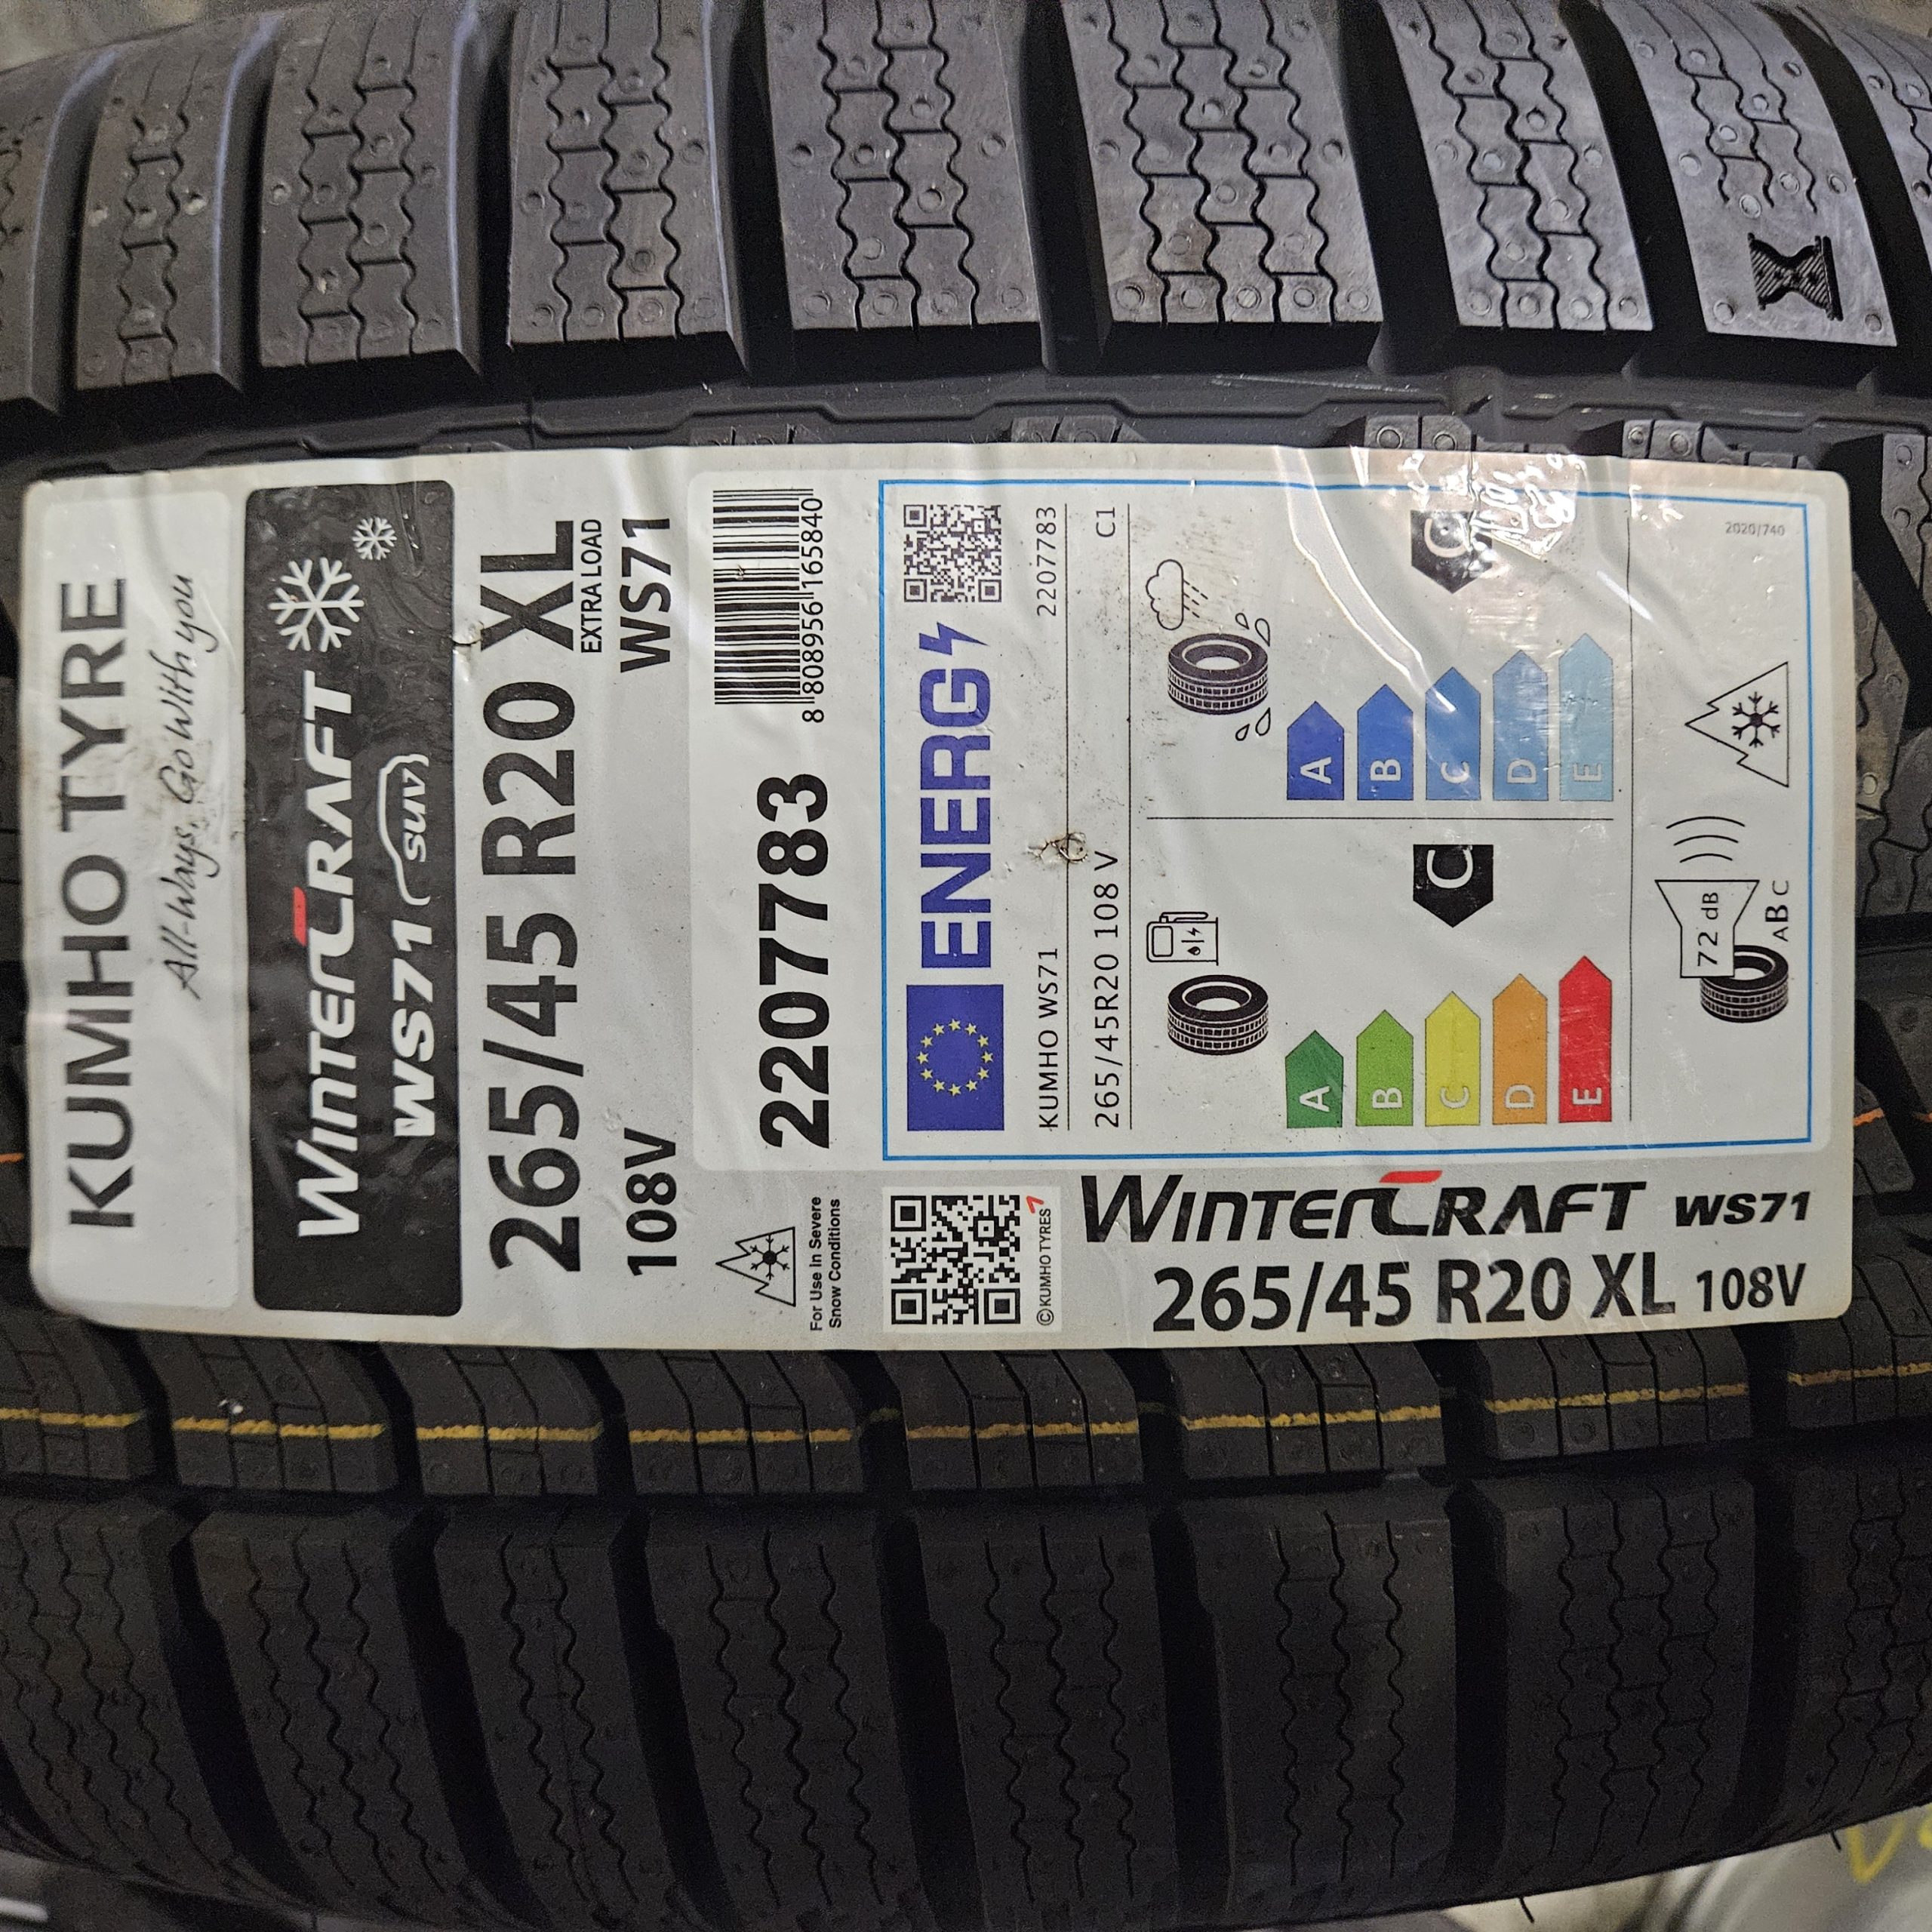 KUMHO TYRE
All-Ways, Go With you
WINTERCRAFT
WS71 SUV
265/45 R20 XL
EXTRA LOAD
108V WS71
2207783
8 808956 165840
ENERG
KUMHO WS71 2207783
265/45R20 108 V C1
A A
B B
C C
D D
E E
C C
72 dB
ABC
2020/740
For Use In Severe
Snow Conditions
©KUMHOTYRES
WINTERCRAFT WS71
265/45 R20 XL 108V